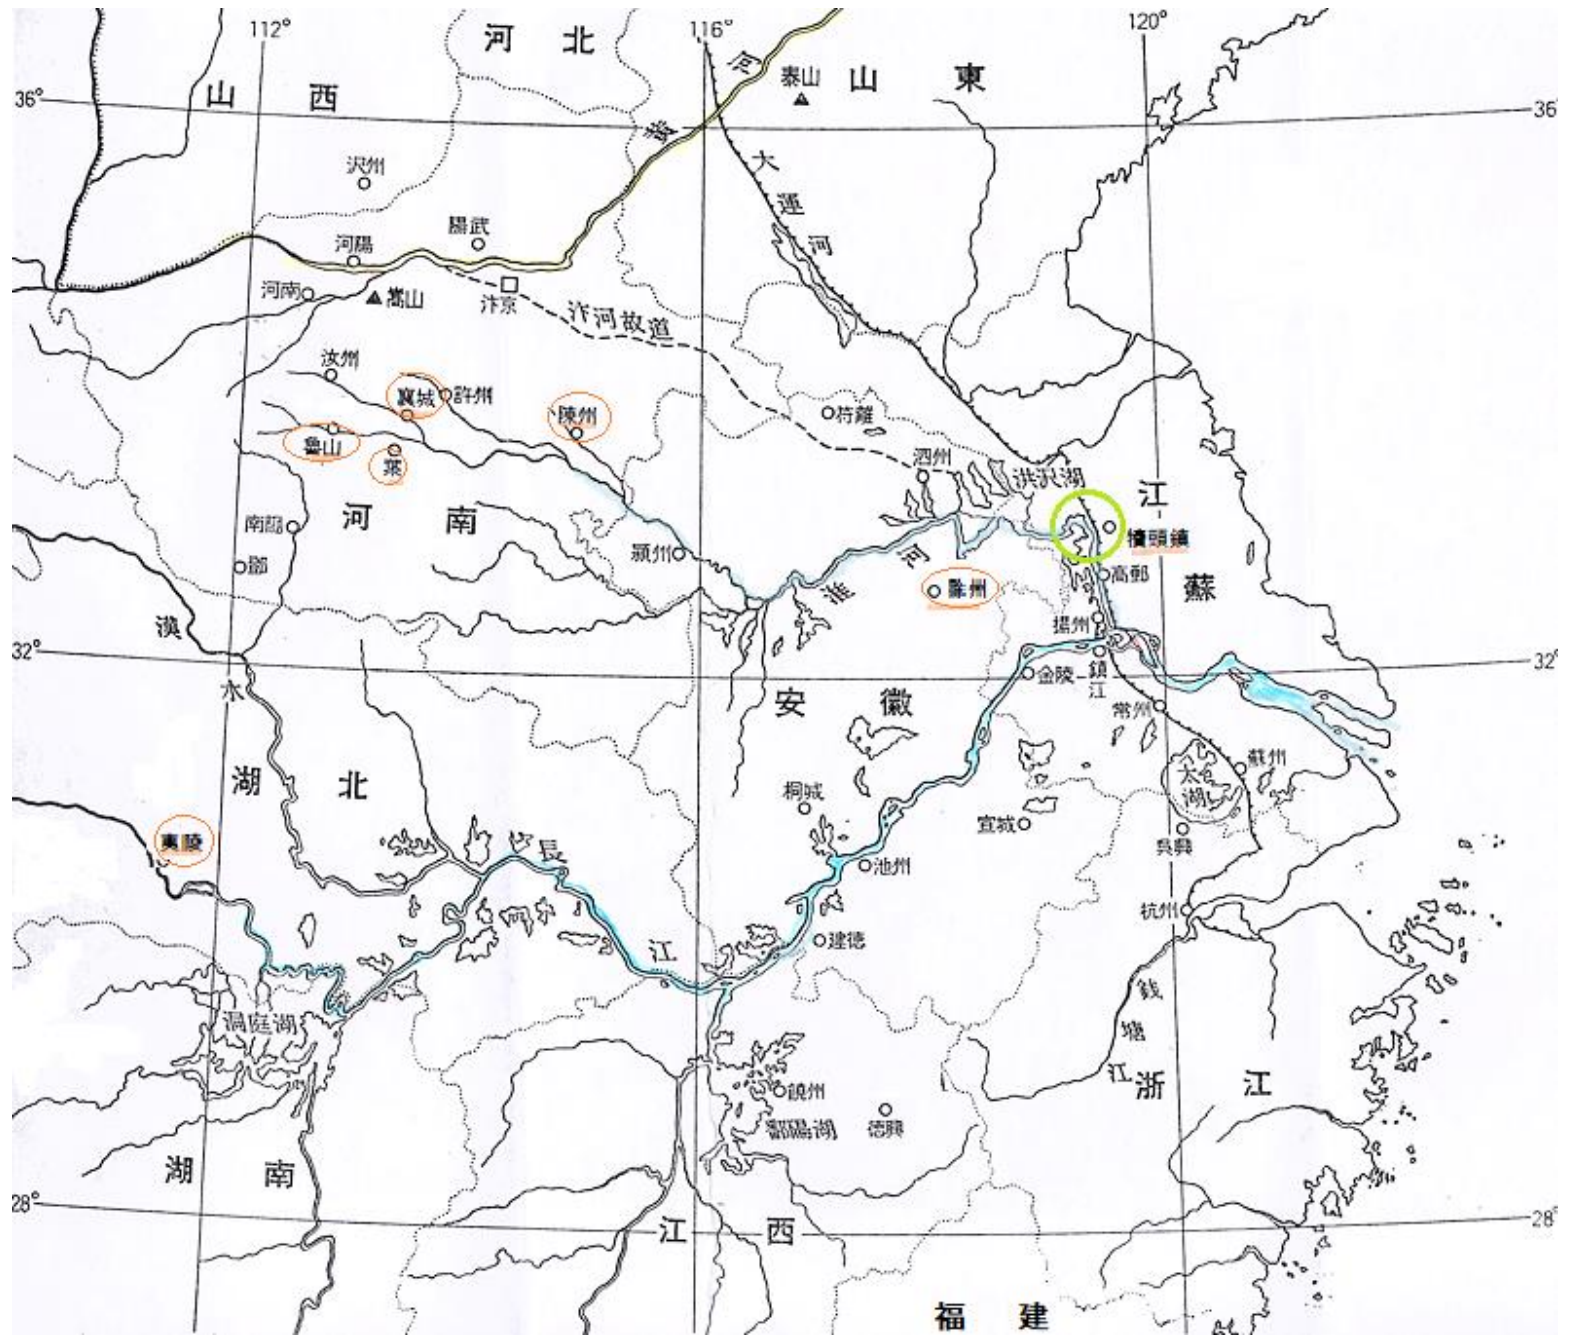 112°
116°
120°
河 北
黄 河
泰山
山 東
山 西
36°
36°
沢州
大運河
陽武
河陽
河南
嵩山
汴京
汴河故道
汝州
襄城
許州
陳州
符離
魯山
葉
泗州
洪沢湖
江 蘇
河 南
犢頭鎮
潁州
淮 河
滁州
高郵
鄧
漢 水
揚州
32°
32°
金陵
鎮江
安 徽
常州
湖 北
蘇州
太湖
桐城
宣城
夷陵
呉興
長 江
池州
杭州
建徳
銭塘江
洞庭湖
浙 江
饒州
鄱陽湖
徳興
湖 南
28°
28°
江 西
福 建